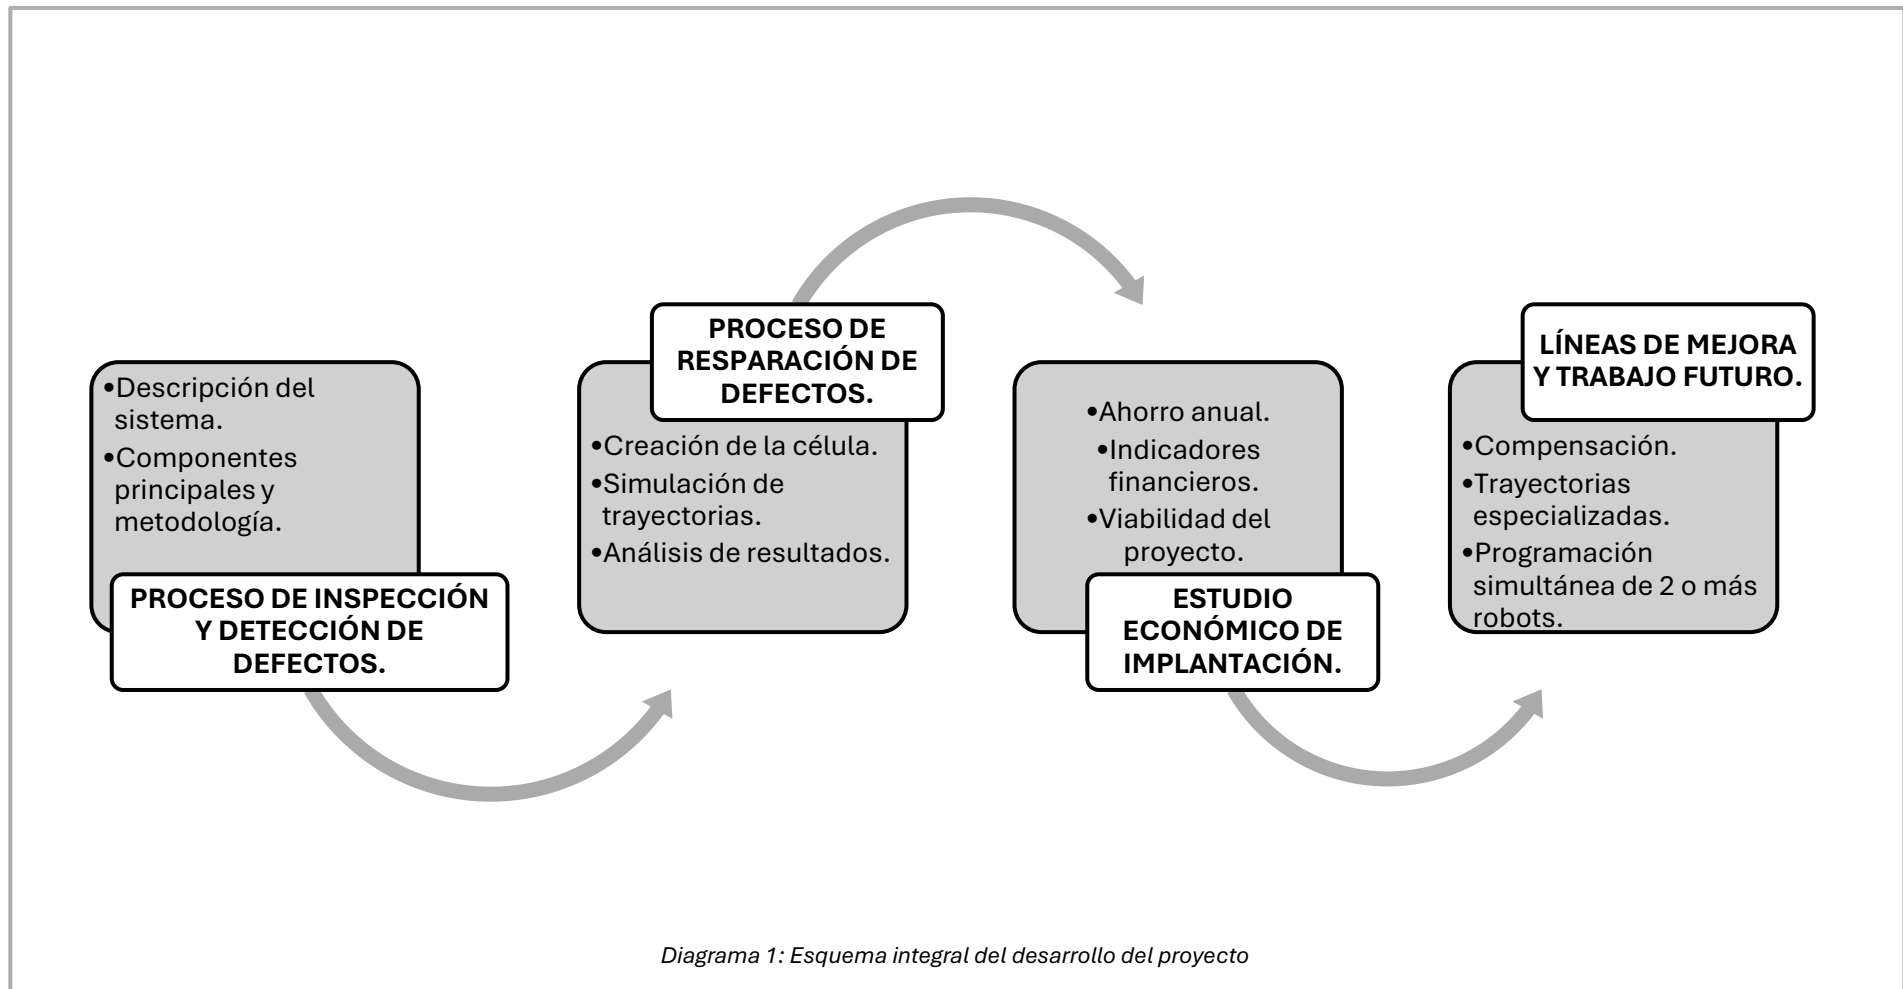 •Descripción del
sistema.
•Componentes
principales y
metodología.
PROCESO DE INSPECCIÓN
Y DETECCIÓN DE
DEFECTOS.
PROCESO DE
RESPARACIÓN DE
DEFECTOS.
•Creación de la célula.
•Simulación de
trayectorias.
•Análisis de resultados.
•Ahorro anual.
•Indicadores
financieros.
•Viabilidad del
proyecto.
ESTUDIO
ECONÓMICO DE
IMPLANTACIÓN.
LÍNEAS DE MEJORA
Y TRABAJO FUTURO.
•Compensación.
•Trayectorias
especializadas.
•Programación
simultánea de 2 o más
robots.
Diagrama 1: Esquema integral del desarrollo del proyecto